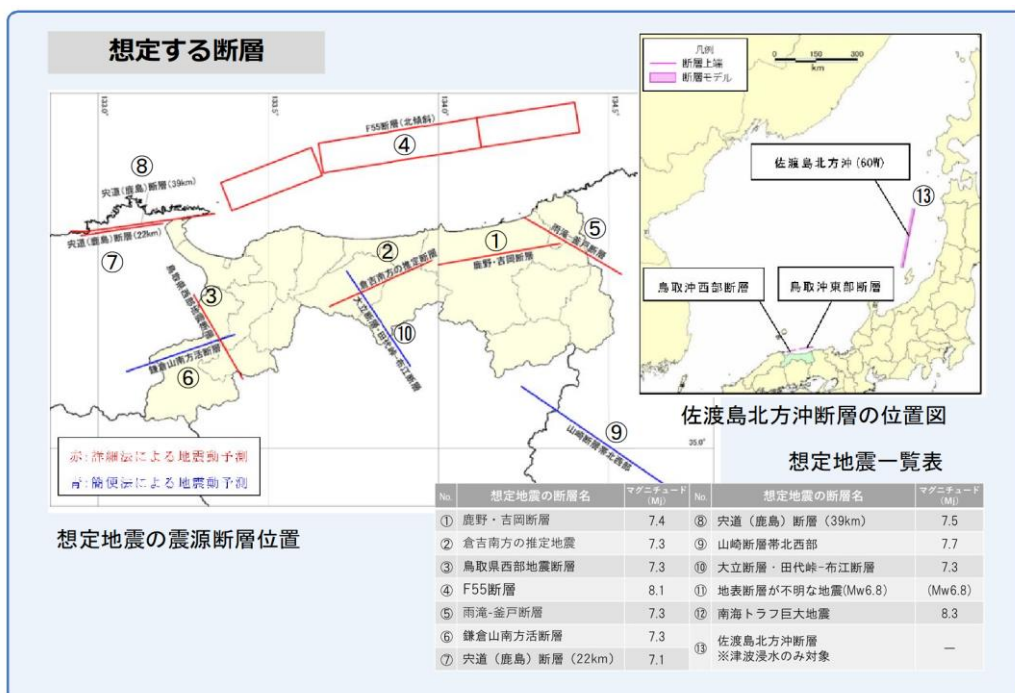 想定する断層
133.0°
133.5°
134.0°
134.5°
F55断層(北傾斜)
④
⑧
宍道(鹿島)断層(39km)
宍道(鹿島)断層(22km)
⑦
⑤
雨滝-釜戸断層
①
鹿野・吉岡断層
②
倉吉南方の推定断層
③
鳥取県西部地震断層
⑩
大立断層・田代峠-布江断層
鎌倉山南方活断層
⑥
⑨
山崎断層帯北西部
35.0°
赤:詳細法による地震動予測
青:簡便法による地震動予測
想定地震の震源断層位置
凡例
断層上端
断層モデル
0 150 300
km
佐渡島北方沖(60W)
⑬
鳥取沖西部断層
鳥取沖東部断層
佐渡島北方沖断層の位置図
想定地震一覧表
No. 想定地震の断層名 マグニチュード(Mj) No. 想定地震の断層名 マグニチュード(Mj)
① 鹿野・吉岡断層 7.4 ⑧ 宍道(鹿島)断層(39km) 7.5
② 倉吉南方の推定地震 7.3 ⑨ 山崎断層帯北西部 7.7
③ 鳥取県西部地震断層 7.3 ⑩ 大立断層・田代峠-布江断層 7.3
④ F55断層 8.1 ⑪ 地表断層が不明な地震(Mw6.8) (Mw6.8)
⑤ 雨滝-釜戸断層 7.3 ⑫ 南海トラフ巨大地震 8.3
⑥ 鎌倉山南方活断層 7.3 ⑬ 佐渡島北方沖断層 —
※津波浸水のみ対象
⑦ 宍道(鹿島)断層(22km) 7.1